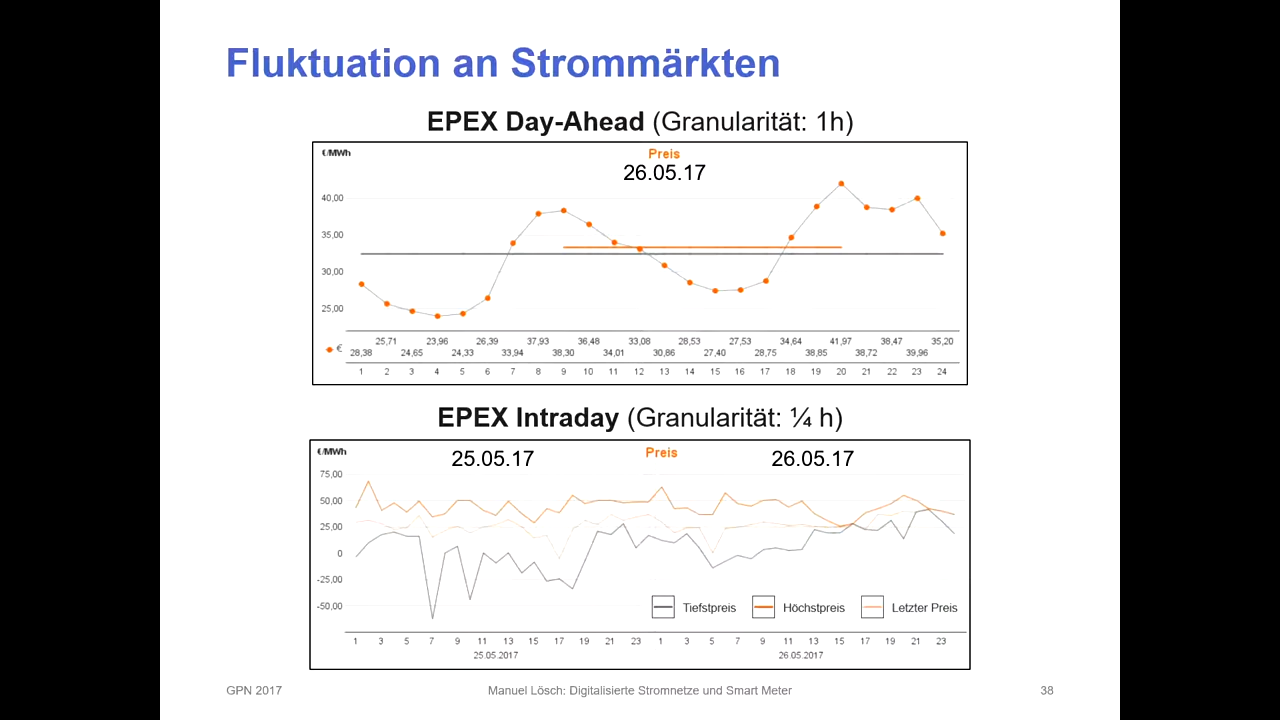 Fluktuation an Strommärkten
EPEX Day-Ahead (Granularität: 1h)
€/MWh
Preis
26.05.17
40,00
35,00
30,00
25,00
25,71 23,96 26,39 37,93 36,48 33,08 28,53 27,53 34,64 41,97 38,47 35,20
€ 28,38 24,65 24,33 33,94 38,30 34,01 30,86 27,40 28,75 38,85 38,72 39,96
1 2 3 4 5 6 7 8 9 10 11 12 13 14 15 16 17 18 19 20 21 22 23 24
EPEX Intraday (Granularität: ¼ h)
€/MWh
25.05.17 Preis 26.05.17
75,00
50,00
25,00
0
-25,00
-50,00
Tiefstpreis Höchstpreis Letzter Preis
1 3 5 7 9 11 13 15 17 19 21 23 1 3 5 7 9 11 13 15 17 19 21 23
25.05.2017 26.05.2017
GPN 2017 Manuel Lösch: Digitalisierte Stromnetze und Smart Meter 38